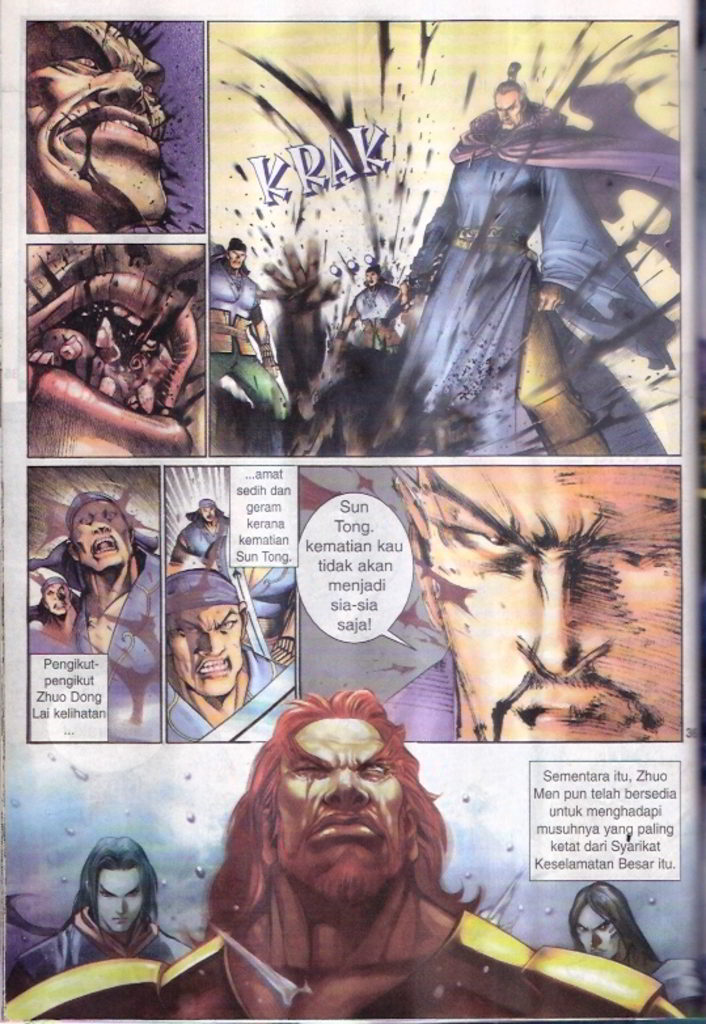 KRAK
Pengikut-
pengikut
Zhuo Dong
Lai kelihatan
...
...amat
sedih dan
geram
kerana
kematian
Sun Tong.
Sun
Tong.
kematian kau
tidak akan
menjadi
sia-sia
saja!
Sementara itu, Zhuo
Men pun telah bersedia
untuk menghadapi
musuhnya yang paling
ketat dari Syarikat
Keselamatan Besar itu.